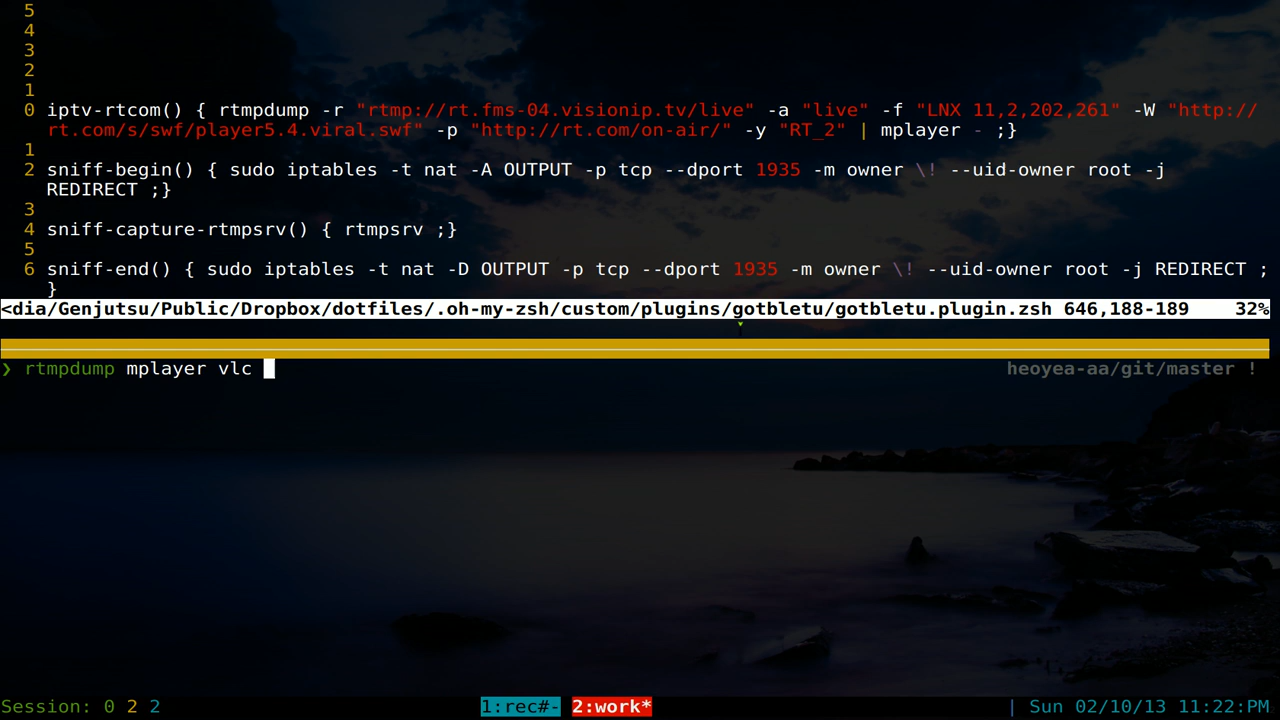 5
4
3
2
1
0 iptv-rtcom() { rtmpdump -r "rtmp://rt.fms-04.visionip.tv/live" -a "live" -f "LNX 11,2,202,261" -W "http://
rt.com/s/swf/player5.4.viral.swf" -p "http://rt.com/on-air/" -y "RT_2" | mplayer - ;}
1
2 sniff-begin() { sudo iptables -t nat -A OUTPUT -p tcp --dport 1935 -m owner \! --uid-owner root -j
REDIRECT ;}
3
4 sniff-capture-rtmpsrv() { rtmpsrv ;}
5
6 sniff-end() { sudo iptables -t nat -D OUTPUT -p tcp --dport 1935 -m owner \! --uid-owner root -j REDIRECT ;
}
<dia/Genjutsu/Public/Dropbox/dotfiles/.oh-my-zsh/custom/plugins/gotbletu/gotbletu.plugin.zsh 646,188-189 32%
❯ rtmpdump mplayer vlc heoyea-aa/git/master !
Session: 0 2 2 1:rec#- 2:work* | Sun 02/10/13 11:22:PM